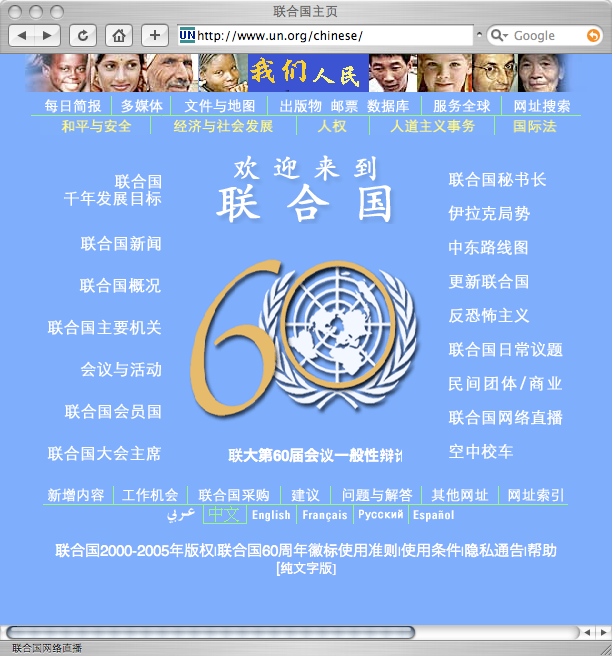 联合国主页
UN http://www.un.org/chinese/
Google
我们人民
每日简报 多媒体 文件与地图 出版物 邮票 数据库 服务全球 网址搜索
和平与安全 经济与社会发展 人权 人道主义事务 国际法
欢迎来到
联合国
联合国
千年发展目标
联合国新闻
联合国概况
联合国主要机关
会议与活动
联合国会员国
联合国大会主席
60
联大第60届会议一般性辩论
联合国秘书长
伊拉克局势
中东路线图
更新联合国
反恐怖主义
联合国日常议题
民间团体/商业
联合国网络直播
空中校车
新增内容 工作机会 联合国采购 建议 问题与解答 其他网址 网址索引
عربي 中文 English Français Русский Español
联合国2000-2005年版权|联合国60周年徽标使用准则|使用条件|隐私通告|帮助
[纯文字版]
联合国网络直播